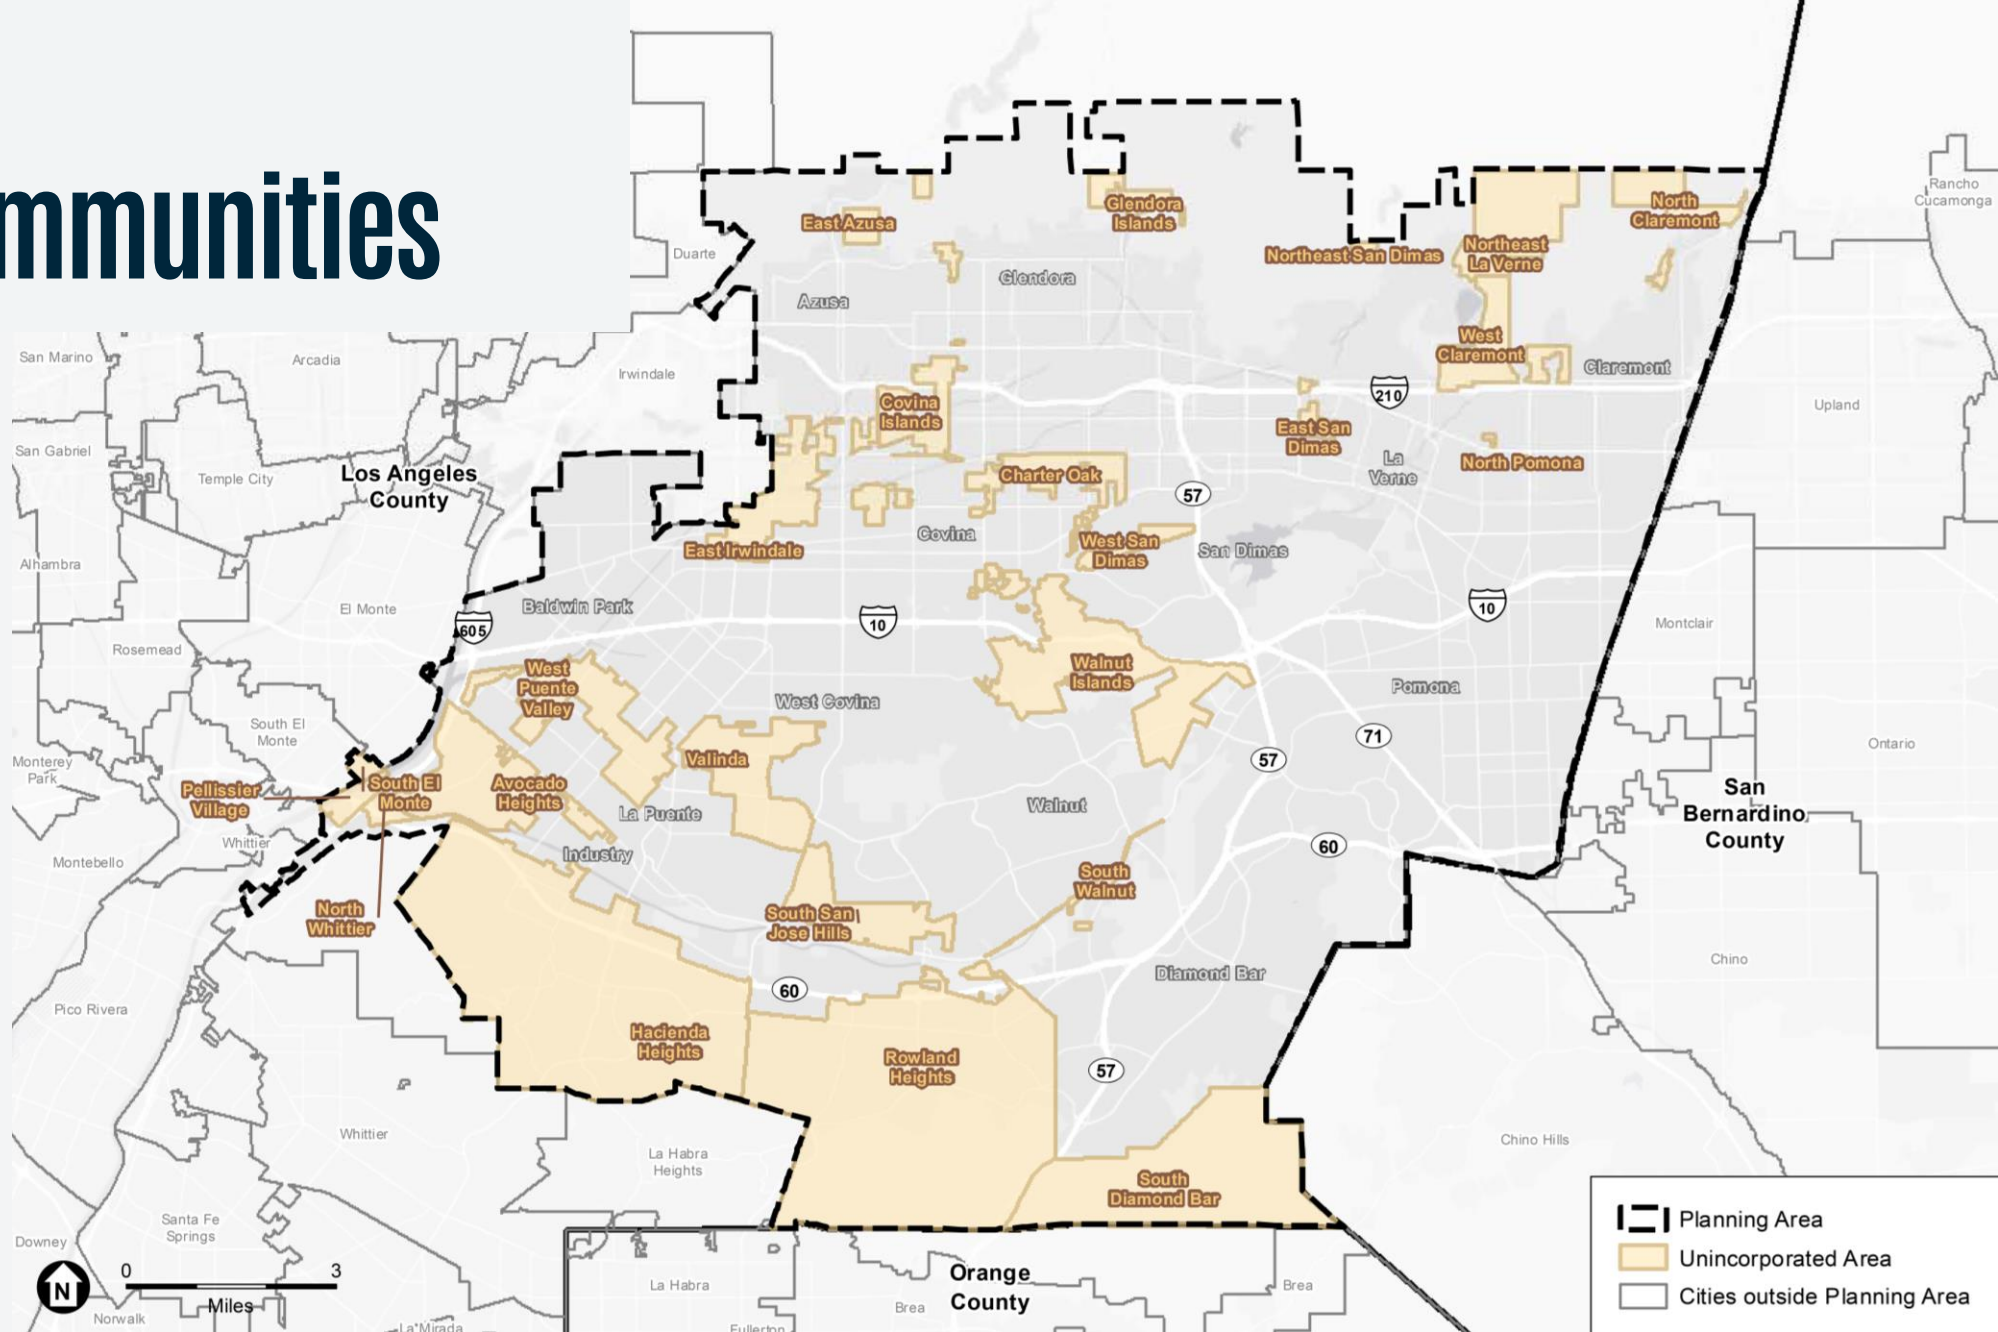 mmunities
Rancho
Cucamonga
East Azusa
Glendora
Islands
North
Claremont
Duarte
Northeast San Dimas
Northeast
La Verne
Glendora
Azusa
San Marino
Arcadia
Irwindale
West
Claremont
Claremont
210
Upland
Covina
Islands
East San
Dimas
San Gabriel
Temple City
Los Angeles
County
Charter Oak
La
Verne
North Pomona
57
Alhambra
East Irwindale
Covina
West San
Dimas
San Dimas
El Monte
Baldwin Park
605
10
10
Montclair
Rosemead
West
Puente
Valley
West Covina
Walnut
Islands
Pomona
South El
Monte
71
57
Ontario
Monterey
Park
Pellissier
Village
South El
Monte
Avocado
Heights
Valinda
La Puente
Walnut
San
Bernardino
County
Whittier
Montebello
Industry
60
South
Walnut
North
Whittier
South San
Jose Hills
Diamond Bar
Chino
60
Pico Rivera
Hacienda
Heights
Rowland
Heights
57
Whittier
La Habra
Heights
Chino Hills
South
Diamond Bar
Santa Fe
Springs
Downey
0
3
Miles
N
Norwalk
La Mirada
La Habra
Brea
Orange
County
Brea
Fullerton
Planning Area
Unincorporated Area
Cities outside Planning Area